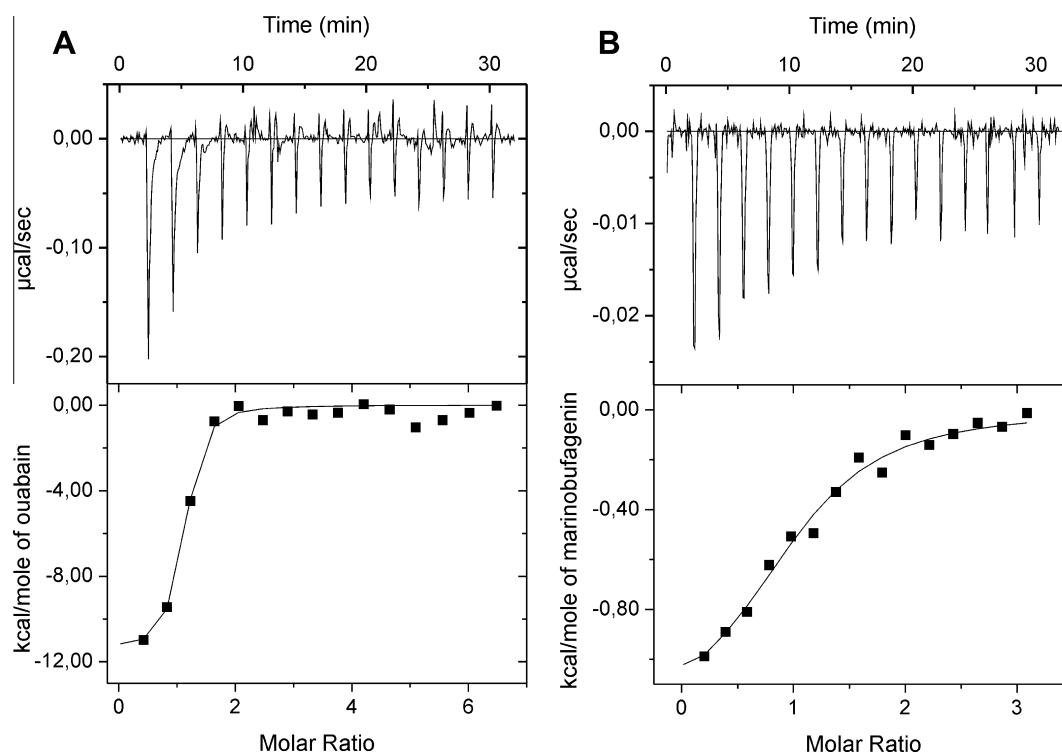 A
Time (min)
0 10 20 30
0,00
-0,10
-0,20
µcal/sec
0,00
-4,00
-8,00
-12,00
kcal/mole of ouabain
0 2 4 6
Molar Ratio
B
Time (min)
0 10 20 30
0,00
-0,01
-0,02
µcal/sec
0,00
-0,40
-0,80
kcal/mole of marinobufagenin
0 1 2 3
Molar Ratio